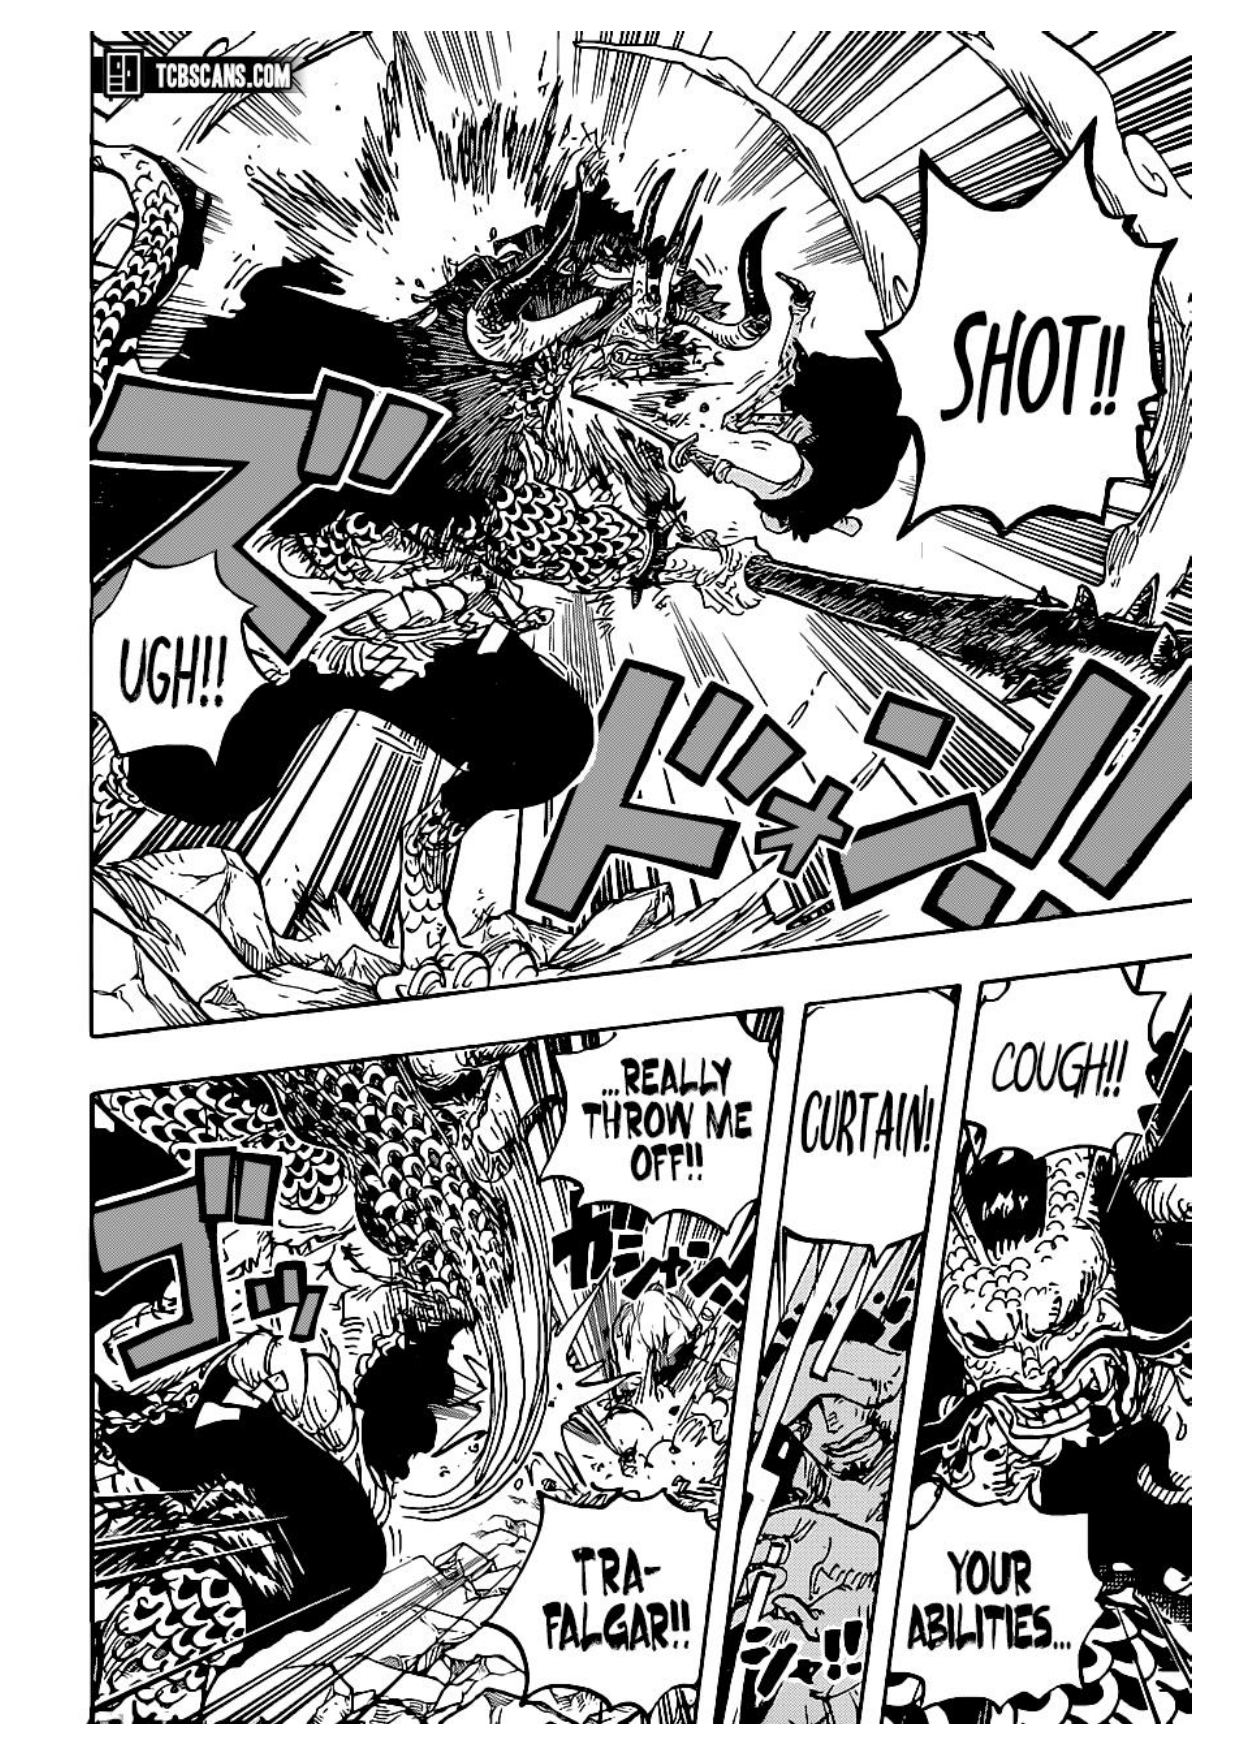 TCBSCANS.COM
SHOT!!
ズ
UGH!!
ドォン!!
COUGH!!
YOUR
ABILITIES...
CURTAIN!
...REALLY
THROW ME
OFF!!
ガシャン!!
ゴッ
TRA-
FALGAR!!